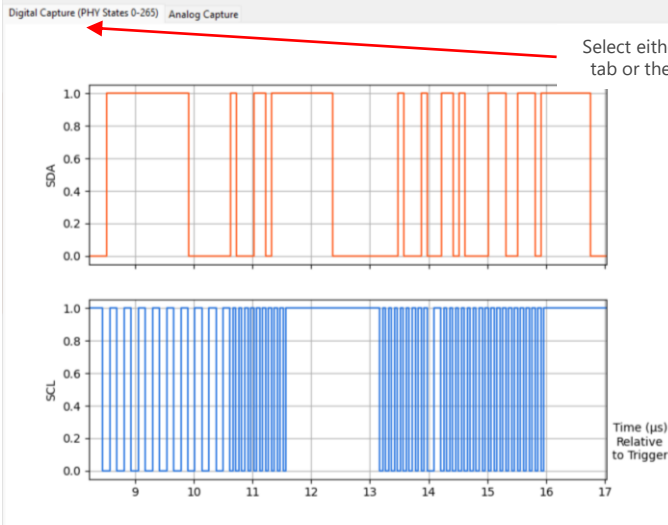 Digital Capture (PHY States 0-265) Analog Capture
Select eith
tab or the
1.0
0.8
0.6
0.4
0.2
0.0
SDA
1.0
0.8
0.6
0.4
0.2
0.0
SCL
9 10 11 12 13 14 15 16 17
Time (μs)
Relative
to Trigger